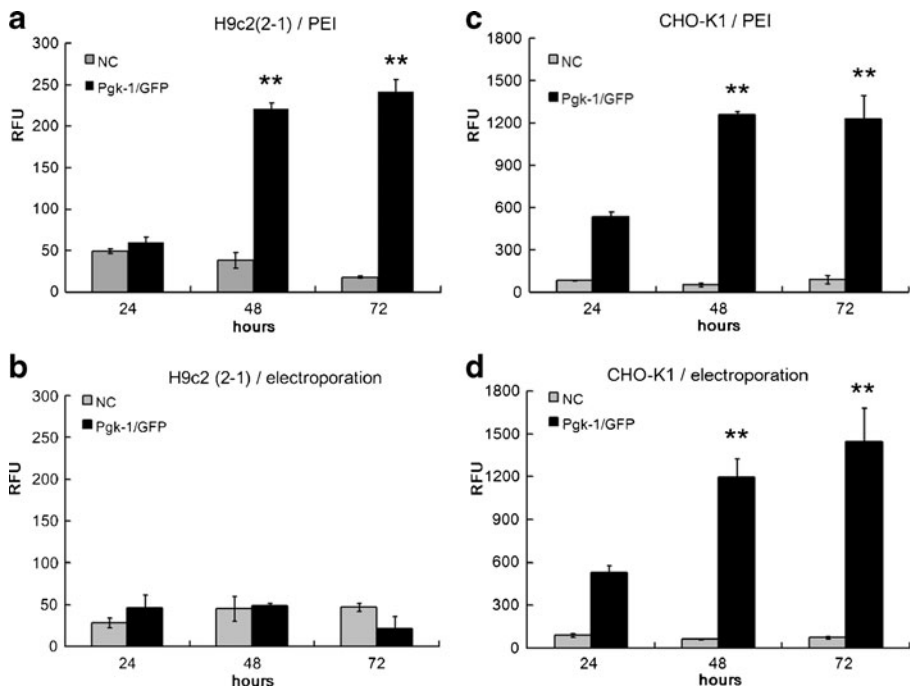 a
H9c2(2-1) / PEI
300
250
200
150
100
50
0
RFU
NC
Pgk-1/GFP
**
**
24
48
72
hours
c
CHO-K1 / PEI
1800
1500
1200
900
600
300
0
RFU
NC
Pgk-1/GFP
**
**
24
48
72
hours
b
H9c2 (2-1) / electroporation
300
250
200
150
100
50
0
RFU
NC
Pgk-1/GFP
24
48
72
hours
d
CHO-K1 / electroporation
1800
1500
1200
900
600
300
0
RFU
NC
Pgk-1/GFP
**
**
24
48
72
hours